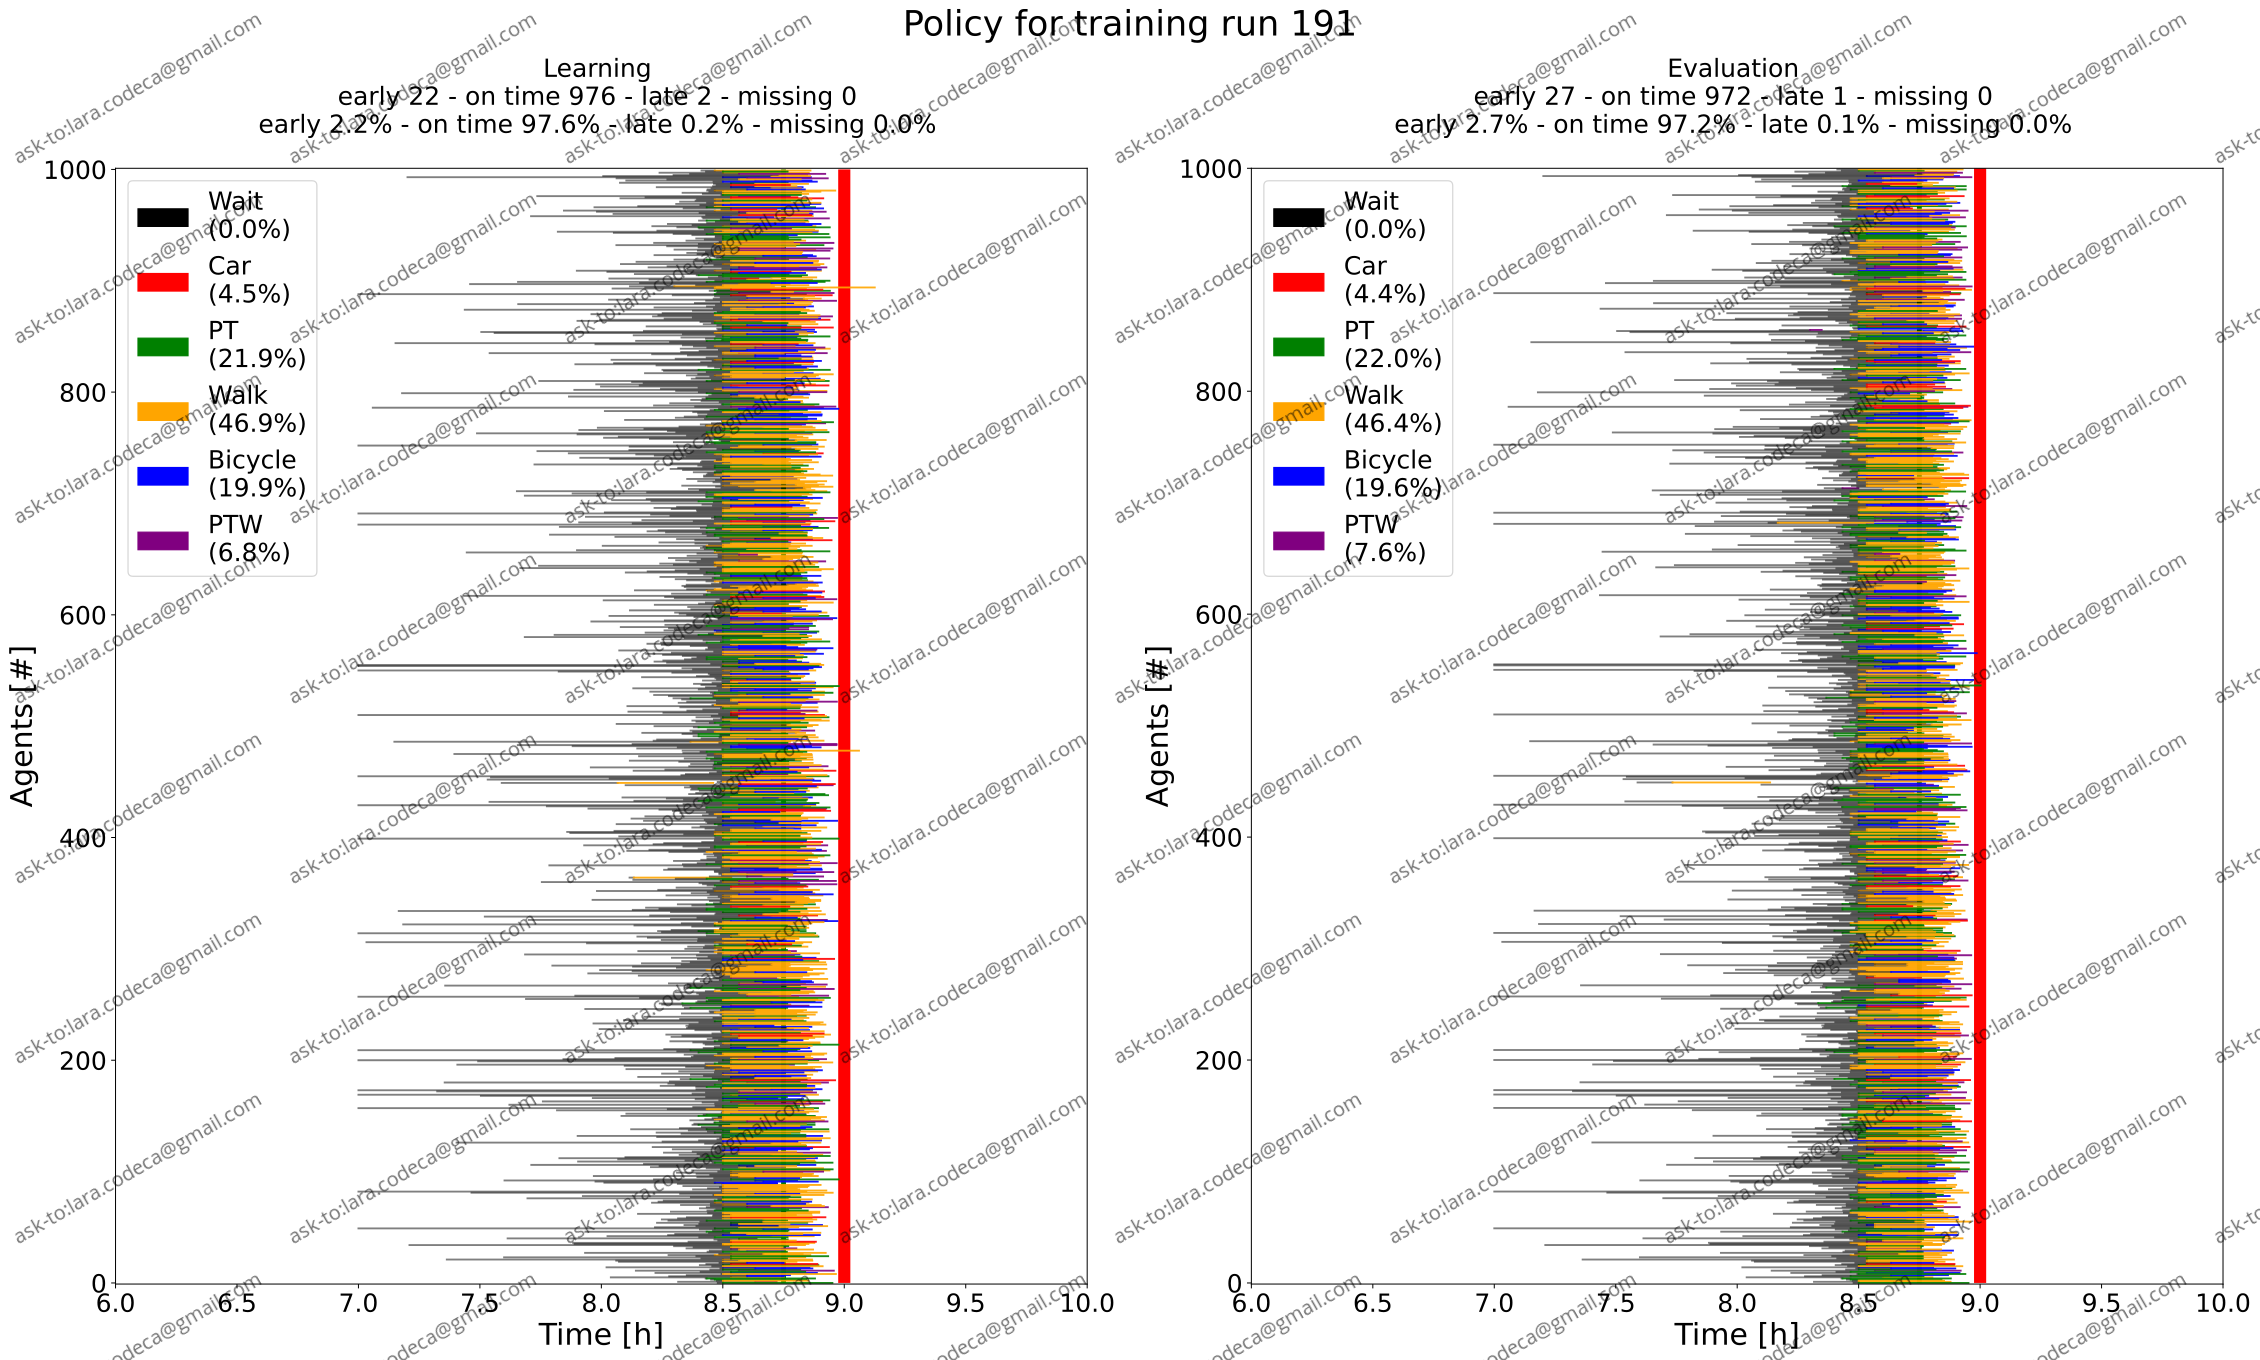 Policy for training run 191
Learning
early 22 - on time 976 - late 2 - missing 0
early 2.2% - on time 97.6% - late 0.2% - missing 0.0%
Wait
(0.0%)
Car
(4.5%)
PT
(21.9%)
Walk
(46.9%)
Bicycle
(19.9%)
PTW
(6.8%)
1000
800
600
400
200
0
Agents [#]
6.0 6.5 7.0 7.5 8.0 8.5 9.0 9.5 10.0
Time [h]
Evaluation
early 27 - on time 972 - late 1 - missing 0
early 2.7% - on time 97.2% - late 0.1% - missing 0.0%
Wait
(0.0%)
Car
(4.4%)
PT
(22.0%)
Walk
(46.4%)
Bicycle
(19.6%)
PTW
(7.6%)
1000
800
600
400
200
0
Agents [#]
6.0 6.5 7.0 7.5 8.0 8.5 9.0 9.5 10.0
Time [h]
ask-to:lara.codeca@gmail.com